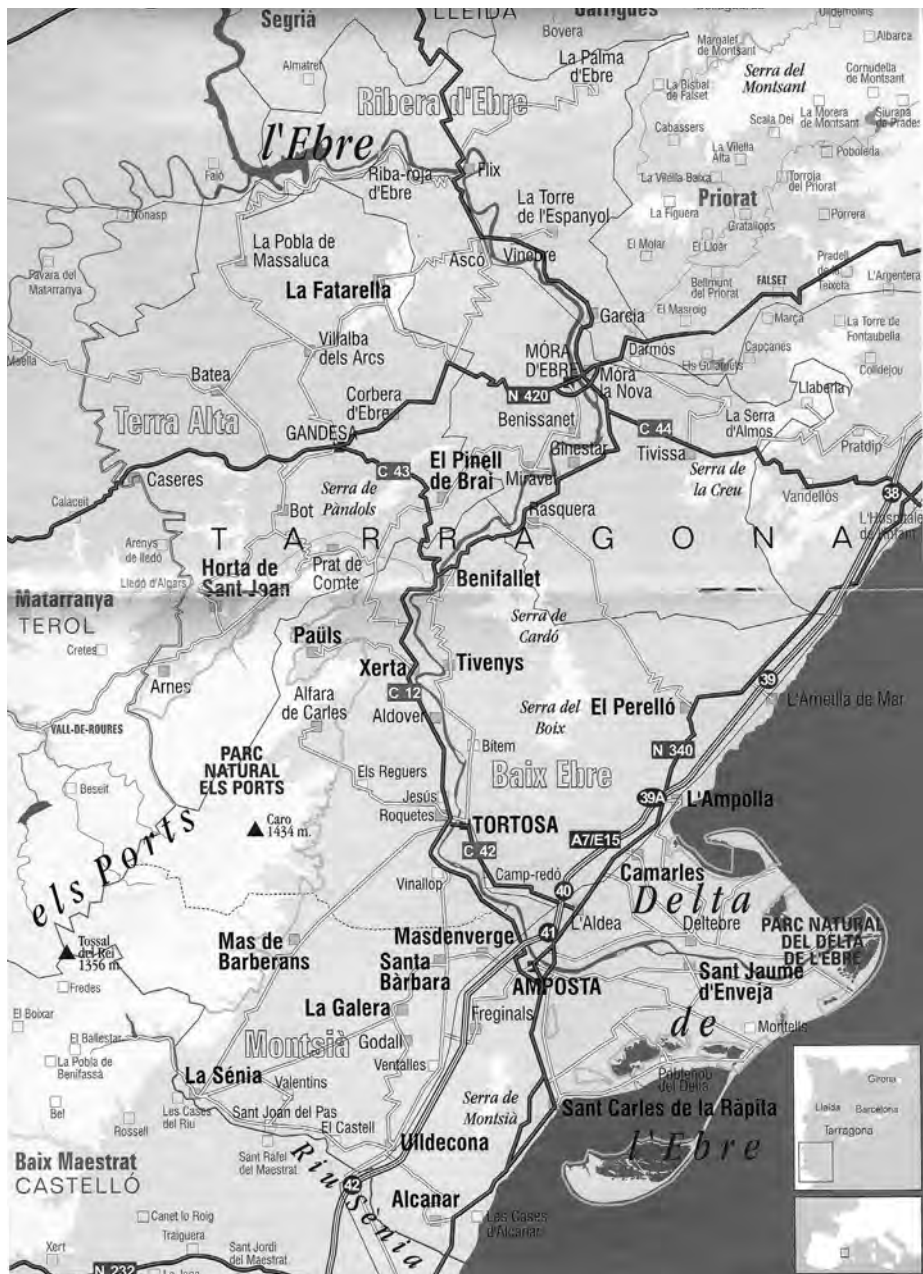 Segrià
LLEIDA
Garrigues
Bovera
Ulldemolins
Albarca
Margalef
de Montsant
Almatret
La Palma
d'Ebre
Serra del
Montsant
Cornudella
de Montsant
La Bisbal
de Falset
Ribera d'Ebre
La Morera
de Montsant
Siurana
de Prades
Scala Dei
Cabassers
l'Ebre
La Vilella
Alta
Poboleda
Faió
Riba-roja
d'Ebre
Flix
La Vilella Baixa
Torroja
del Priorat
Priorat
La Torre
de l'Espanyol
Nonasp
La Figuera
Gratallops
Porrera
La Pobla de
Massaluca
Ascó
Vinebre
El Molar
El Lloar
Pradell
de la
Teixeta
L'Argentera
Favara del
Matarranya
La Fatarella
Bellmunt
del Priorat
FALSET
Garcia
El Masroig
Marçà
La Torre de
Fontaubella
Villalba
dels Arcs
MÓRA
D'EBRE
Darmós
Capçanes
Els Guiamets
Colldejou
Batea
Corbera
d'Ebre
N 420
Móra
la Nova
Llaberia
Terra Alta
Benissanet
La Serra
d'Almos
GANDESA
C 44
Pratdip
El Pinell
de Brai
Ginestar
Tivissa
C 43
Caseres
Serra de
Pàndols
Miravet
Serra de
la Creu
Vandellòs
38
Calaceit
Bot
Rasquera
L'Hospitalet
de l'Infant
TARRAGONA
Arenys
de lledó
Prat de
Comte
Horta de
Sant Joan
Lledó d'Algars
Benifallet
Matarranya
TEROL
Serra de
Cardó
Cretes
Paüls
Xerta
Tivenys
Arnes
39
C 12
Alfara
de Carles
Aldover
Serra del
Boix
El Perelló
L'Ametlla de Mar
VALL-DE-ROURES
Bítem
N 340
PARC
NATURAL
ELS PORTS
Baix Ebre
Els Reguers
Beseit
39A
L'Ampolla
Jesús
Roquetes
TORTOSA
Caro
1434 m.
A7/E15
els Ports
C 42
Camarles
Vinallop
Camp-redó
40
Delta
L'Aldea
Deltebre
PARC NATURAL
DEL DELTA
DE L'EBRE
Masdenverge
41
Tossal
del Rei
1356 m
Mas de
Barberans
Santa
Bàrbara
AMPOSTA
Sant Jaume
d'Enveja
Fredes
La Galera
Freginals
de
El Boixar
Montells
El Ballestar
Montsià
Godall
La Pobla de
Benifassà
Ventalles
Poblenou
del Delta
La Sénia
Valentins
Serra de
Montsià
Girona
Bel
Les Cases
del Riu
Sant Joan del Pas
Sant Carles de la Ràpita
Lleida
Barcelona
Rossell
El Castell
Tarragona
Ulldecona
l'Ebre
Baix Maestrat
CASTELLÓ
Sant Rafel
del Maestrat
Riu Sénia
42
Alcanar
Canet lo Roig
Les Cases
d'Alcanar
Traiguera
Xert
Sant Jordi
del Maestrat
N 232
La Jana